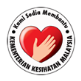 Kami Sedia Membantu
KEMENTERIAN KESIHATAN MALAYSIA